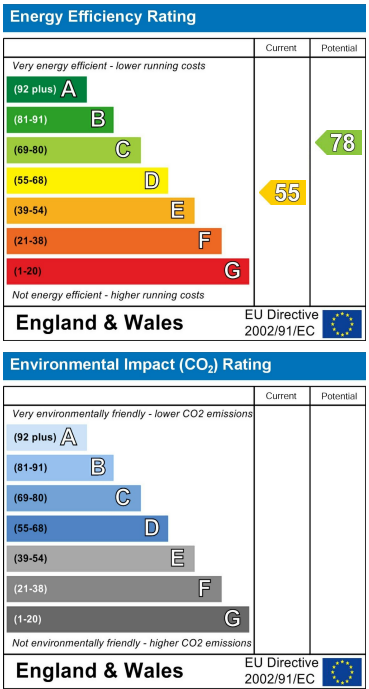 Energy Efficiency Rating
Current Potential
Very energy efficient - lower running costs
(92 plus) A
(81-91) B
(69-80) C
(55-68) D
(39-54) E
(21-38) F
(1-20) G
55
78
Not energy efficient - higher running costs
England & Wales
EU Directive
2002/91/EC
Environmental Impact (CO₂) Rating
Current Potential
Very environmentally friendly - lower CO2 emissions
(92 plus) A
(81-91) B
(69-80) C
(55-68) D
(39-54) E
(21-38) F
(1-20) G
Not environmentally friendly - higher CO2 emissions
England & Wales
EU Directive
2002/91/EC